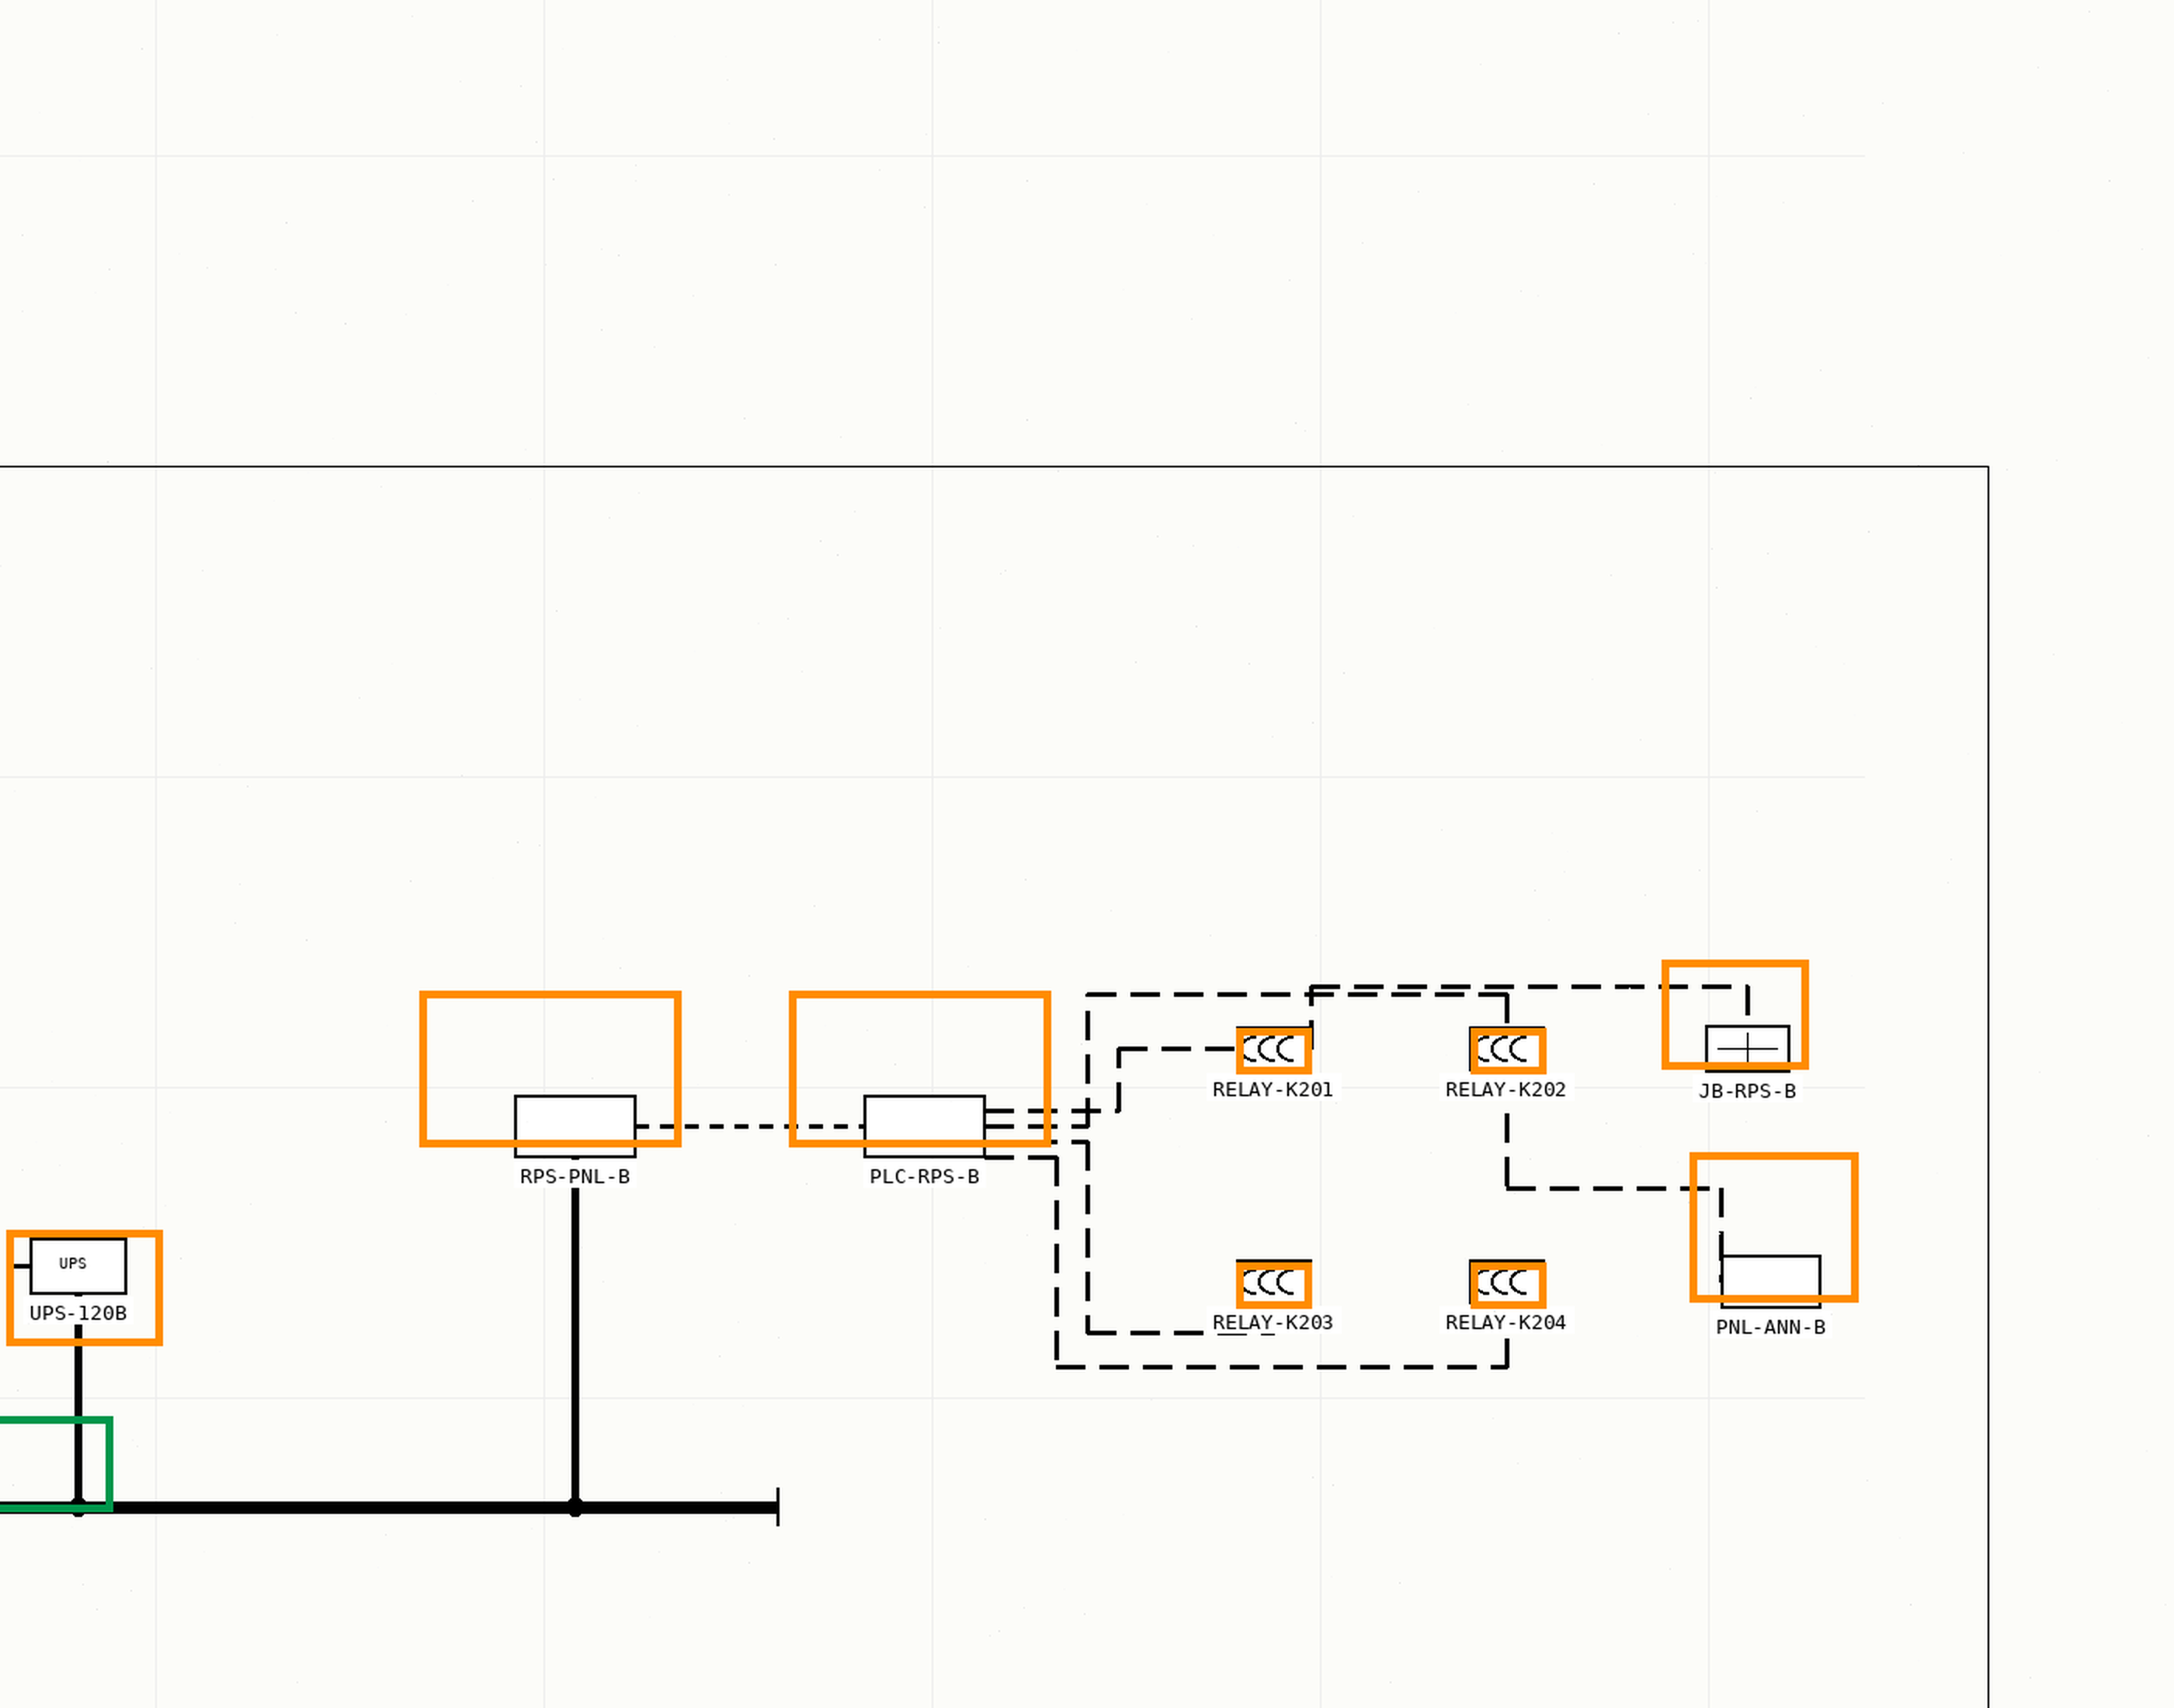 RELAY-K201
RELAY-K202
JB-RPS-B
RPS-PNL-B
PLC-RPS-B
UPS
UPS-120B
RELAY-K203
RELAY-K204
PNL-ANN-B